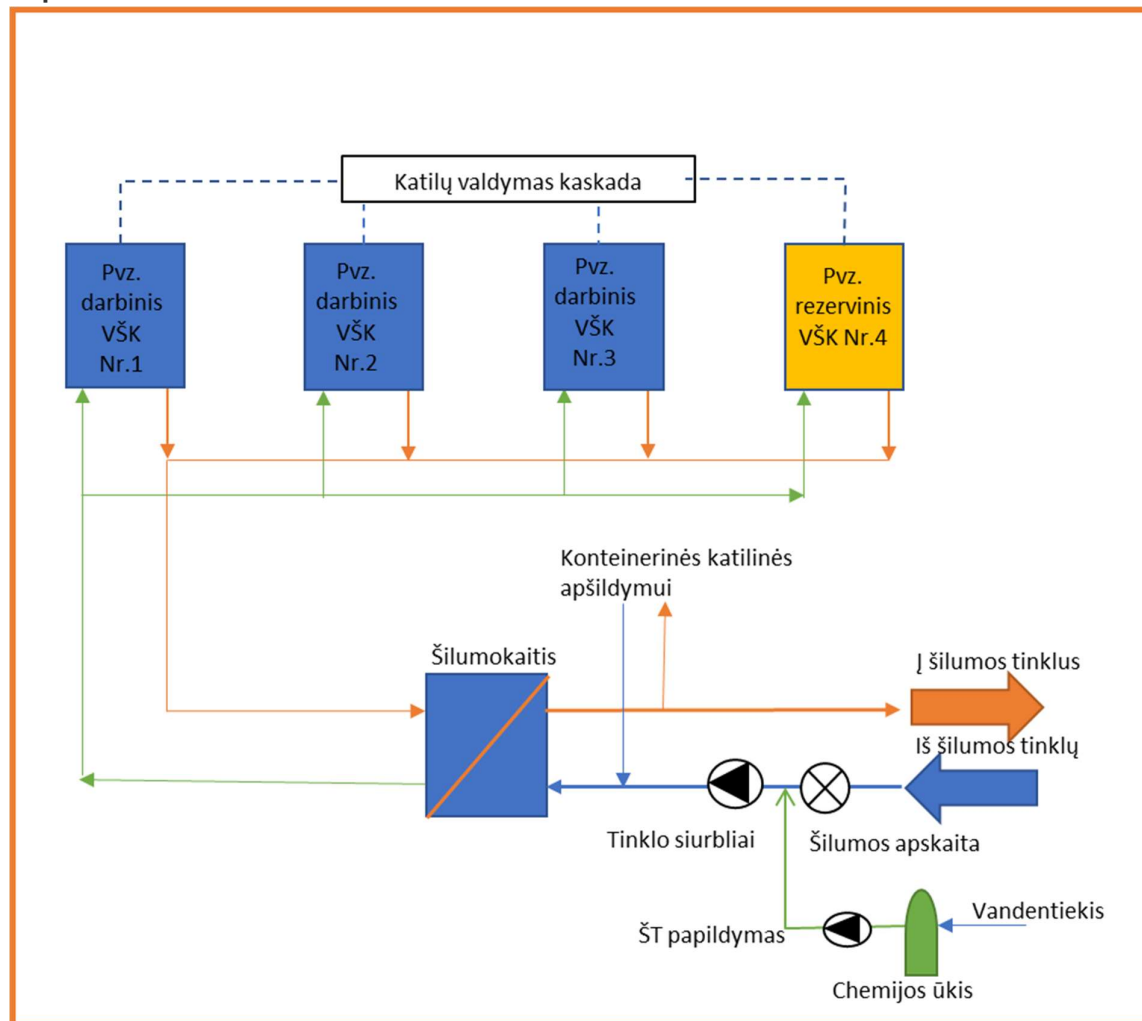 Katilų valdymas kaskada
Pvz.
darbinis
VŠK
Nr.1
Pvz.
darbinis
VŠK
Nr.2
Pvz.
darbinis
VŠK
Nr.3
Pvz.
rezervinis
VŠK Nr.4
Konteinerinės katilinės
apšildymui
Šilumokaitis
Į šilumos tinklus
Iš šilumos tinklų
Tinklo siurbliai
Šilumos apskaita
ŠT papildymas
Vandentiekis
Chemijos ūkis